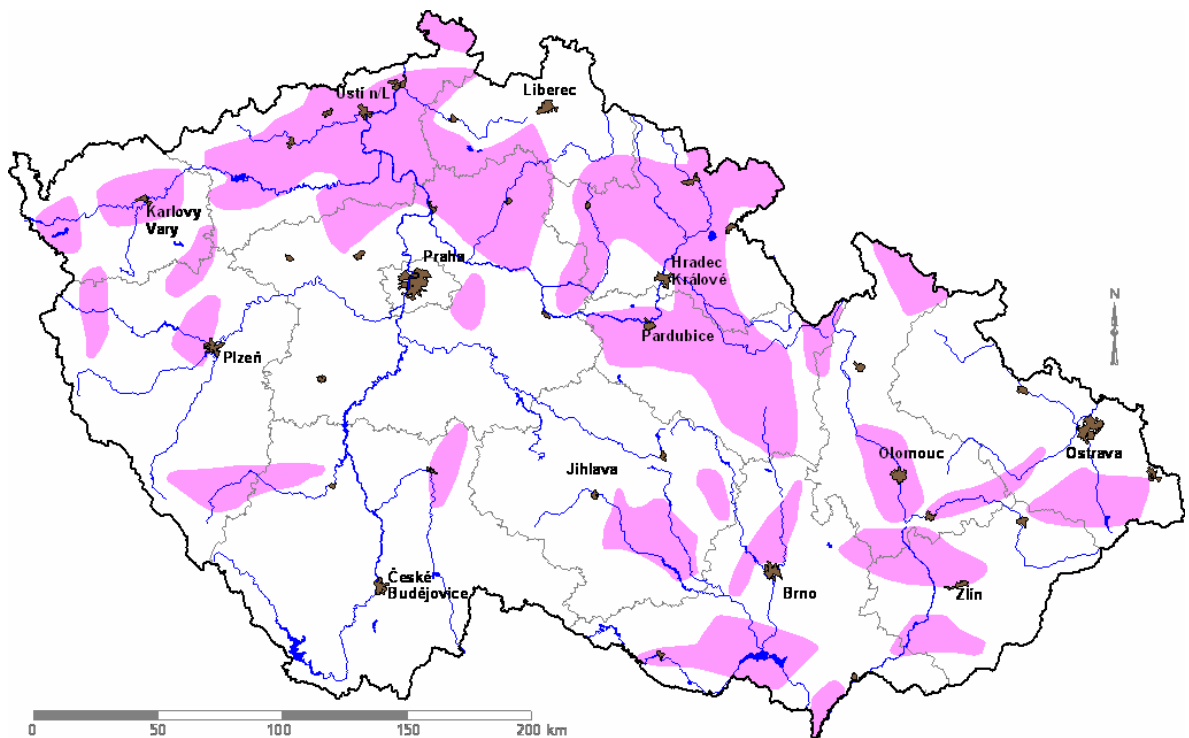 Ústí n/L
Liberec
Karlovy
Vary
Praha
Hradec
Králové
Pardubice
Plzeň
N
Jihlava
Olomouc
Ostrava
České
Budějovice
Brno
Zlín
0 50 100 150 200 km